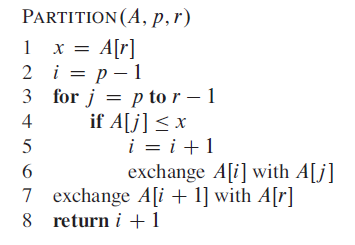 PARTITION(A, p, r)
1 x = A[r]
2 i = p − 1
3 for j = p to r − 1
4 if A[j] ≤ x
5 i = i + 1
6 exchange A[i] with A[j]
7 exchange A[i + 1] with A[r]
8 return i + 1